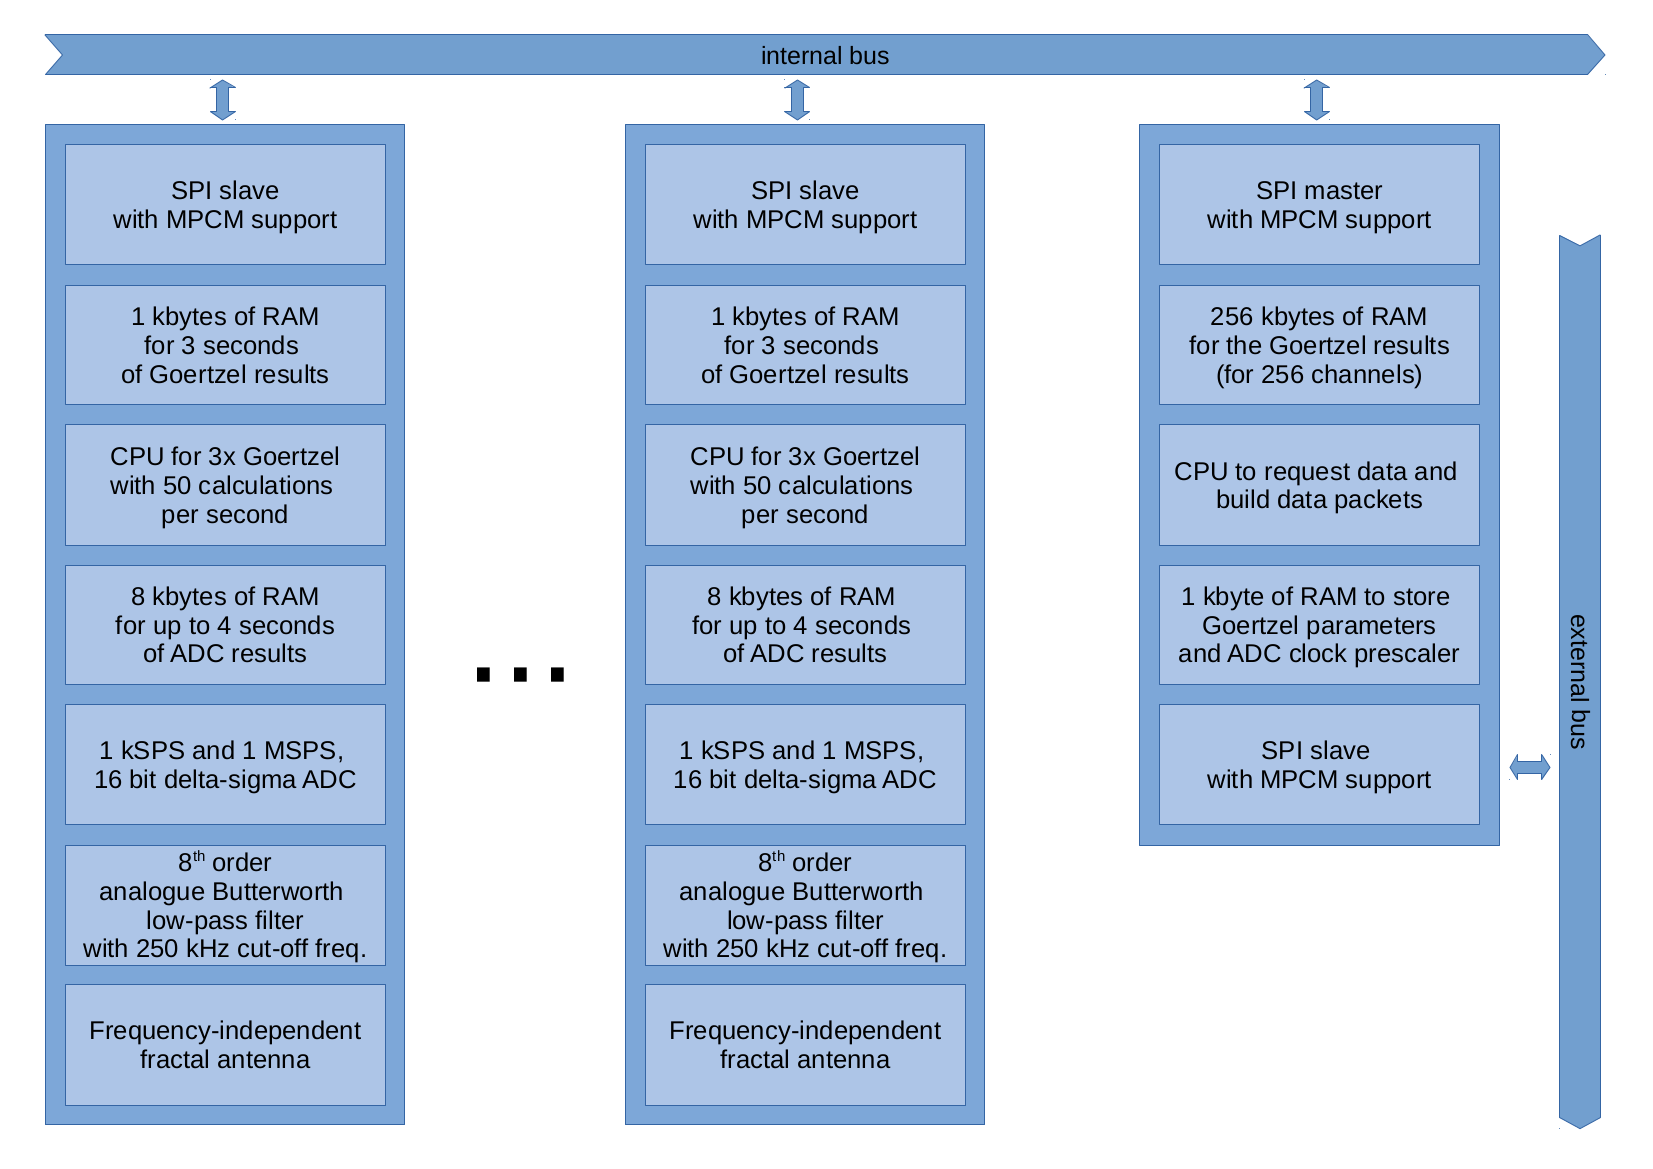 internal bus
SPI slave
with MPCM support
1 kbytes of RAM
for 3 seconds
of Goertzel results
CPU for 3x Goertzel
with 50 calculations
per second
8 kbytes of RAM
for up to 4 seconds
of ADC results
1 kSPS and 1 MSPS,
16 bit delta-sigma ADC
8th order
analogue Butterworth
low-pass filter
with 250 kHz cut-off freq.
Frequency-independent
fractal antenna
...
SPI slave
with MPCM support
1 kbytes of RAM
for 3 seconds
of Goertzel results
CPU for 3x Goertzel
with 50 calculations
per second
8 kbytes of RAM
for up to 4 seconds
of ADC results
1 kSPS and 1 MSPS,
16 bit delta-sigma ADC
8th order
analogue Butterworth
low-pass filter
with 250 kHz cut-off freq.
Frequency-independent
fractal antenna
SPI master
with MPCM support
256 kbytes of RAM
for the Goertzel results
(for 256 channels)
CPU to request data and
build data packets
1 kbyte of RAM to store
Goertzel parameters
and ADC clock prescaler
SPI slave
with MPCM support
external bus